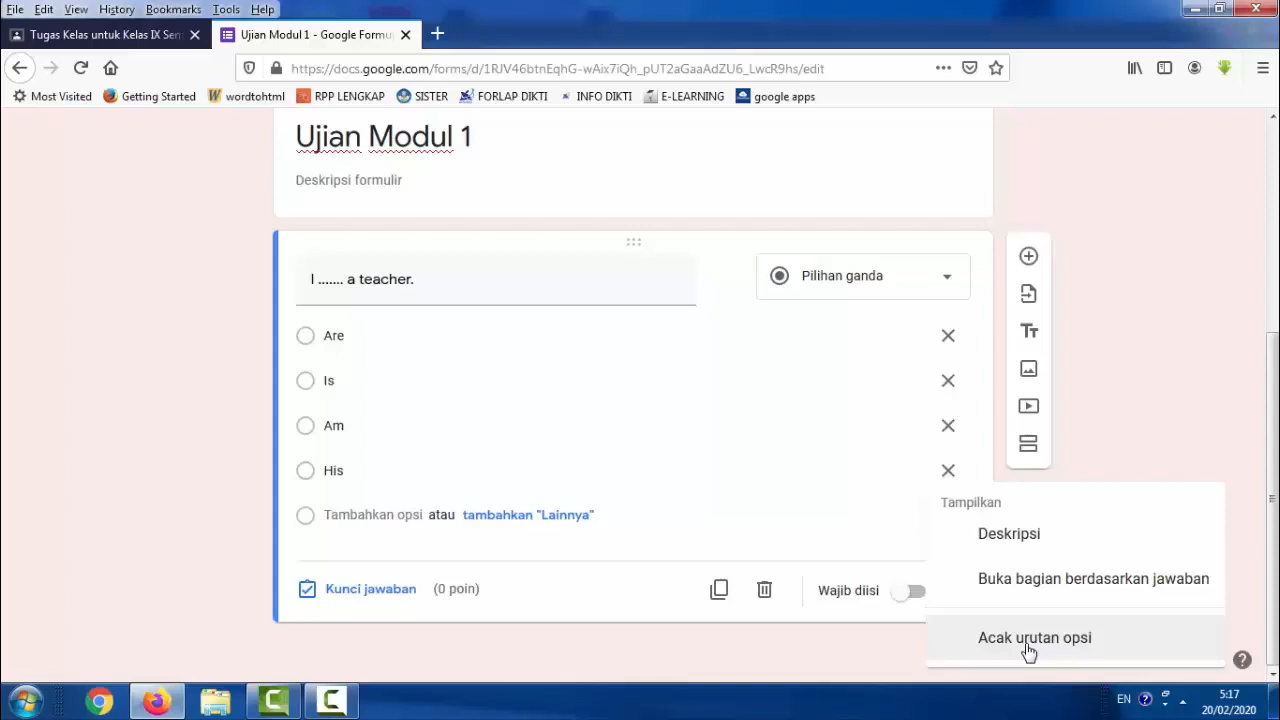 File Edit View History Bookmarks Tools Help
Tugas Kelas untuk Kelas IX Sem
Ujian Modul 1 - Google Formu
https://docs.google.com/forms/d/1RJV46btnEqhG-wAix7iQh_pUT2aGaaAdZU6_LwcR9hs/edit
Most Visited Getting Started wordtohtml RPP LENGKAP SISTER FORLAP DIKTI INFO DIKTI E-LEARNING google apps
Ujian Modul 1
Deskripsi formulir
I ....... a teacher.
Pilihan ganda
Are
Is
Am
His
Tambahkan opsi atau tambahkan "Lainnya"
Kunci jawaban (0 poin)
Wajib diisi
Tampilkan
Deskripsi
Buka bagian berdasarkan jawaban
Acak urutan opsi
EN
5:17
20/02/2020